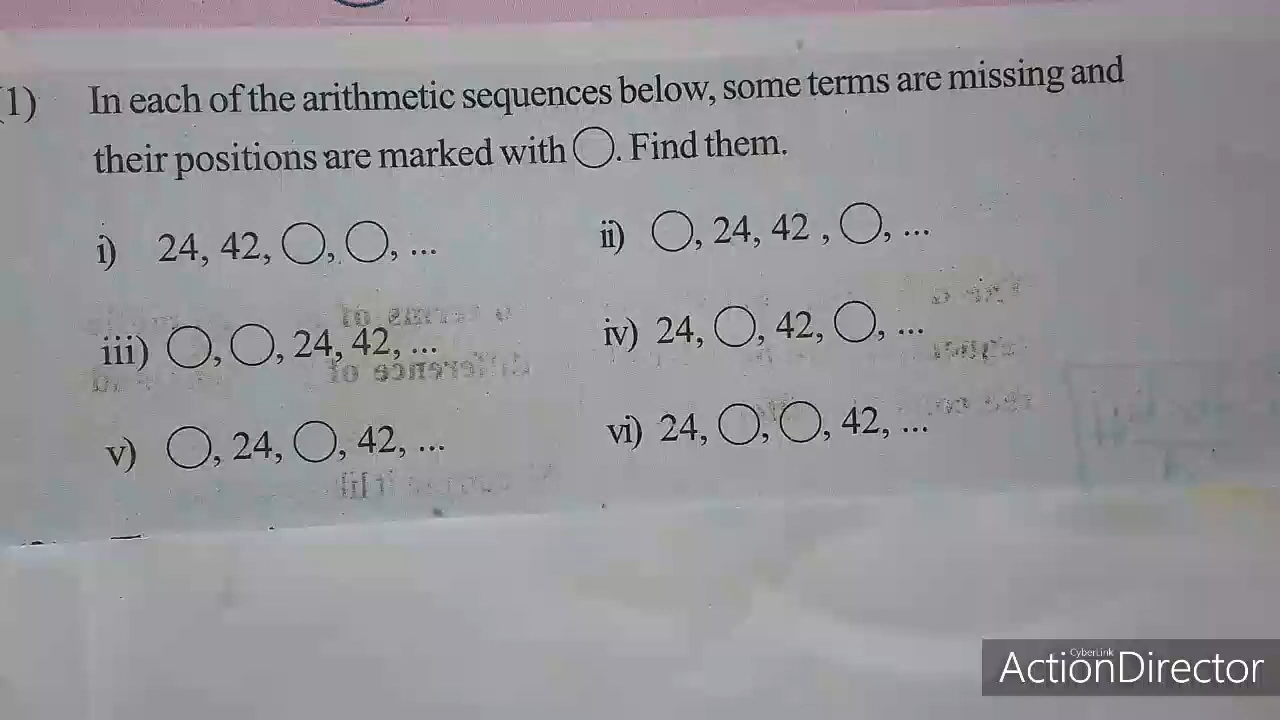 (1) In each of the arithmetic sequences below, some terms are missing and
their positions are marked with ◯. Find them.
i) 24, 42, ◯, ◯, ... ii) ◯, 24, 42 , ◯, ...
iii) ◯, ◯, 24, 42, ... iv) 24, ◯, 42, ◯, ...
v) ◯, 24, ◯, 42, ... vi) 24, ◯, ◯, 42, ...
CyberLink
ActionDirector